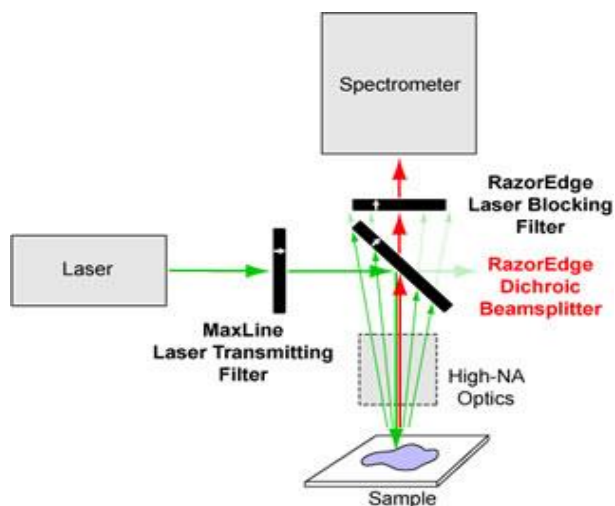 Spectrometer
RazorEdge
Laser Blocking
Filter
Laser
RazorEdge
Dichroic
Beamsplitter
MaxLine
Laser Transmitting
Filter
High-NA
Optics
Sample